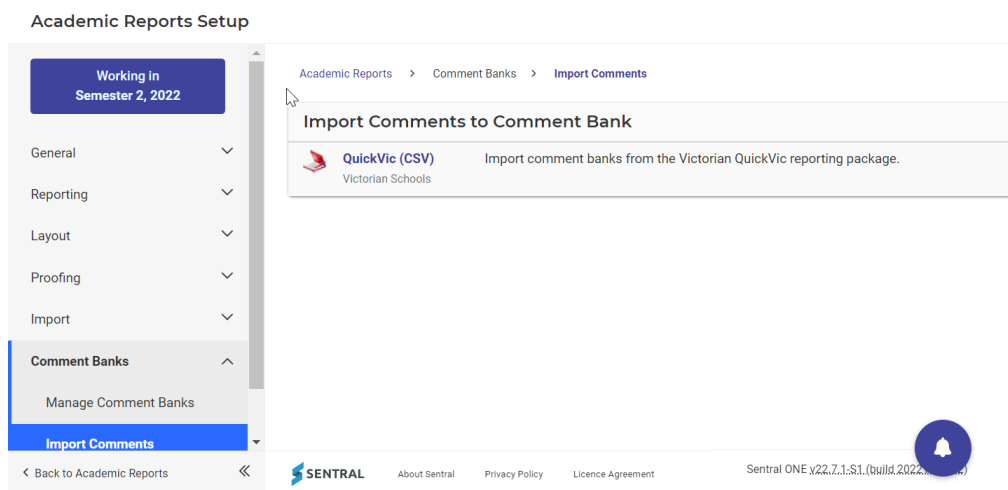 Academic Reports Setup
Working in
Semester 2, 2022
General
Reporting
Layout
Proofing
Import
Comment Banks
Manage Comment Banks
Import Comments
Back to Academic Reports
Academic Reports > Comment Banks > Import Comments
Import Comments to Comment Bank
QuickVic (CSV) Import comment banks from the Victorian QuickVic reporting package.
Victorian Schools
SENTRAL About Sentral Privacy Policy Licence Agreement Sentral ONE v22.7.1-S1 (build